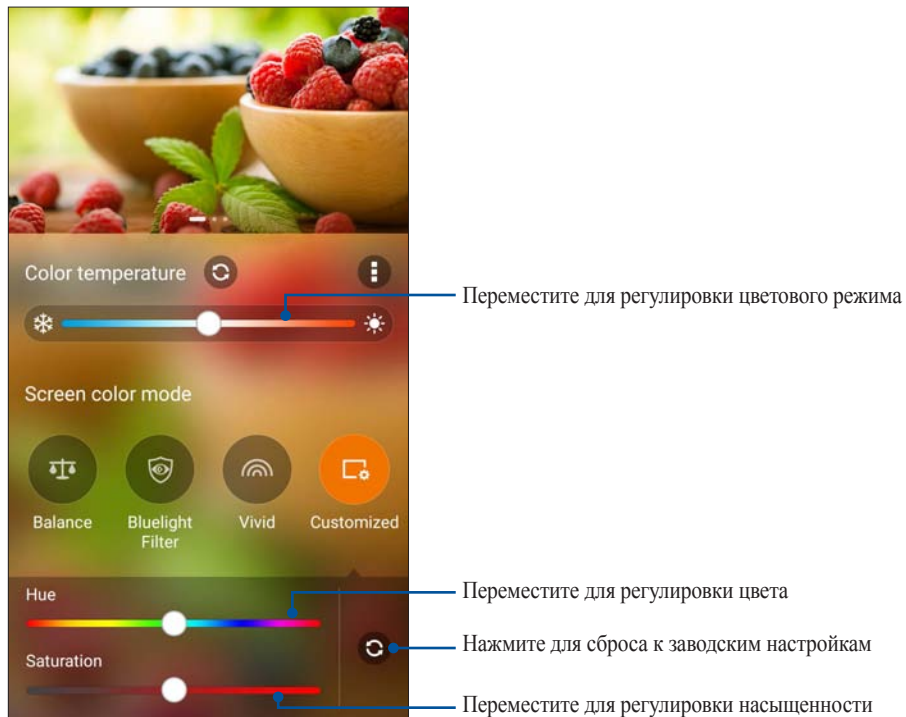 Color temperature
Переместите для регулировки цветового режима
Screen color mode
Balance
Bluelight
Filter
Vivid
Customized
Hue
Переместите для регулировки цвета
Нажмите для сброса к заводским настройкам
Saturation
Переместите для регулировки насыщенности